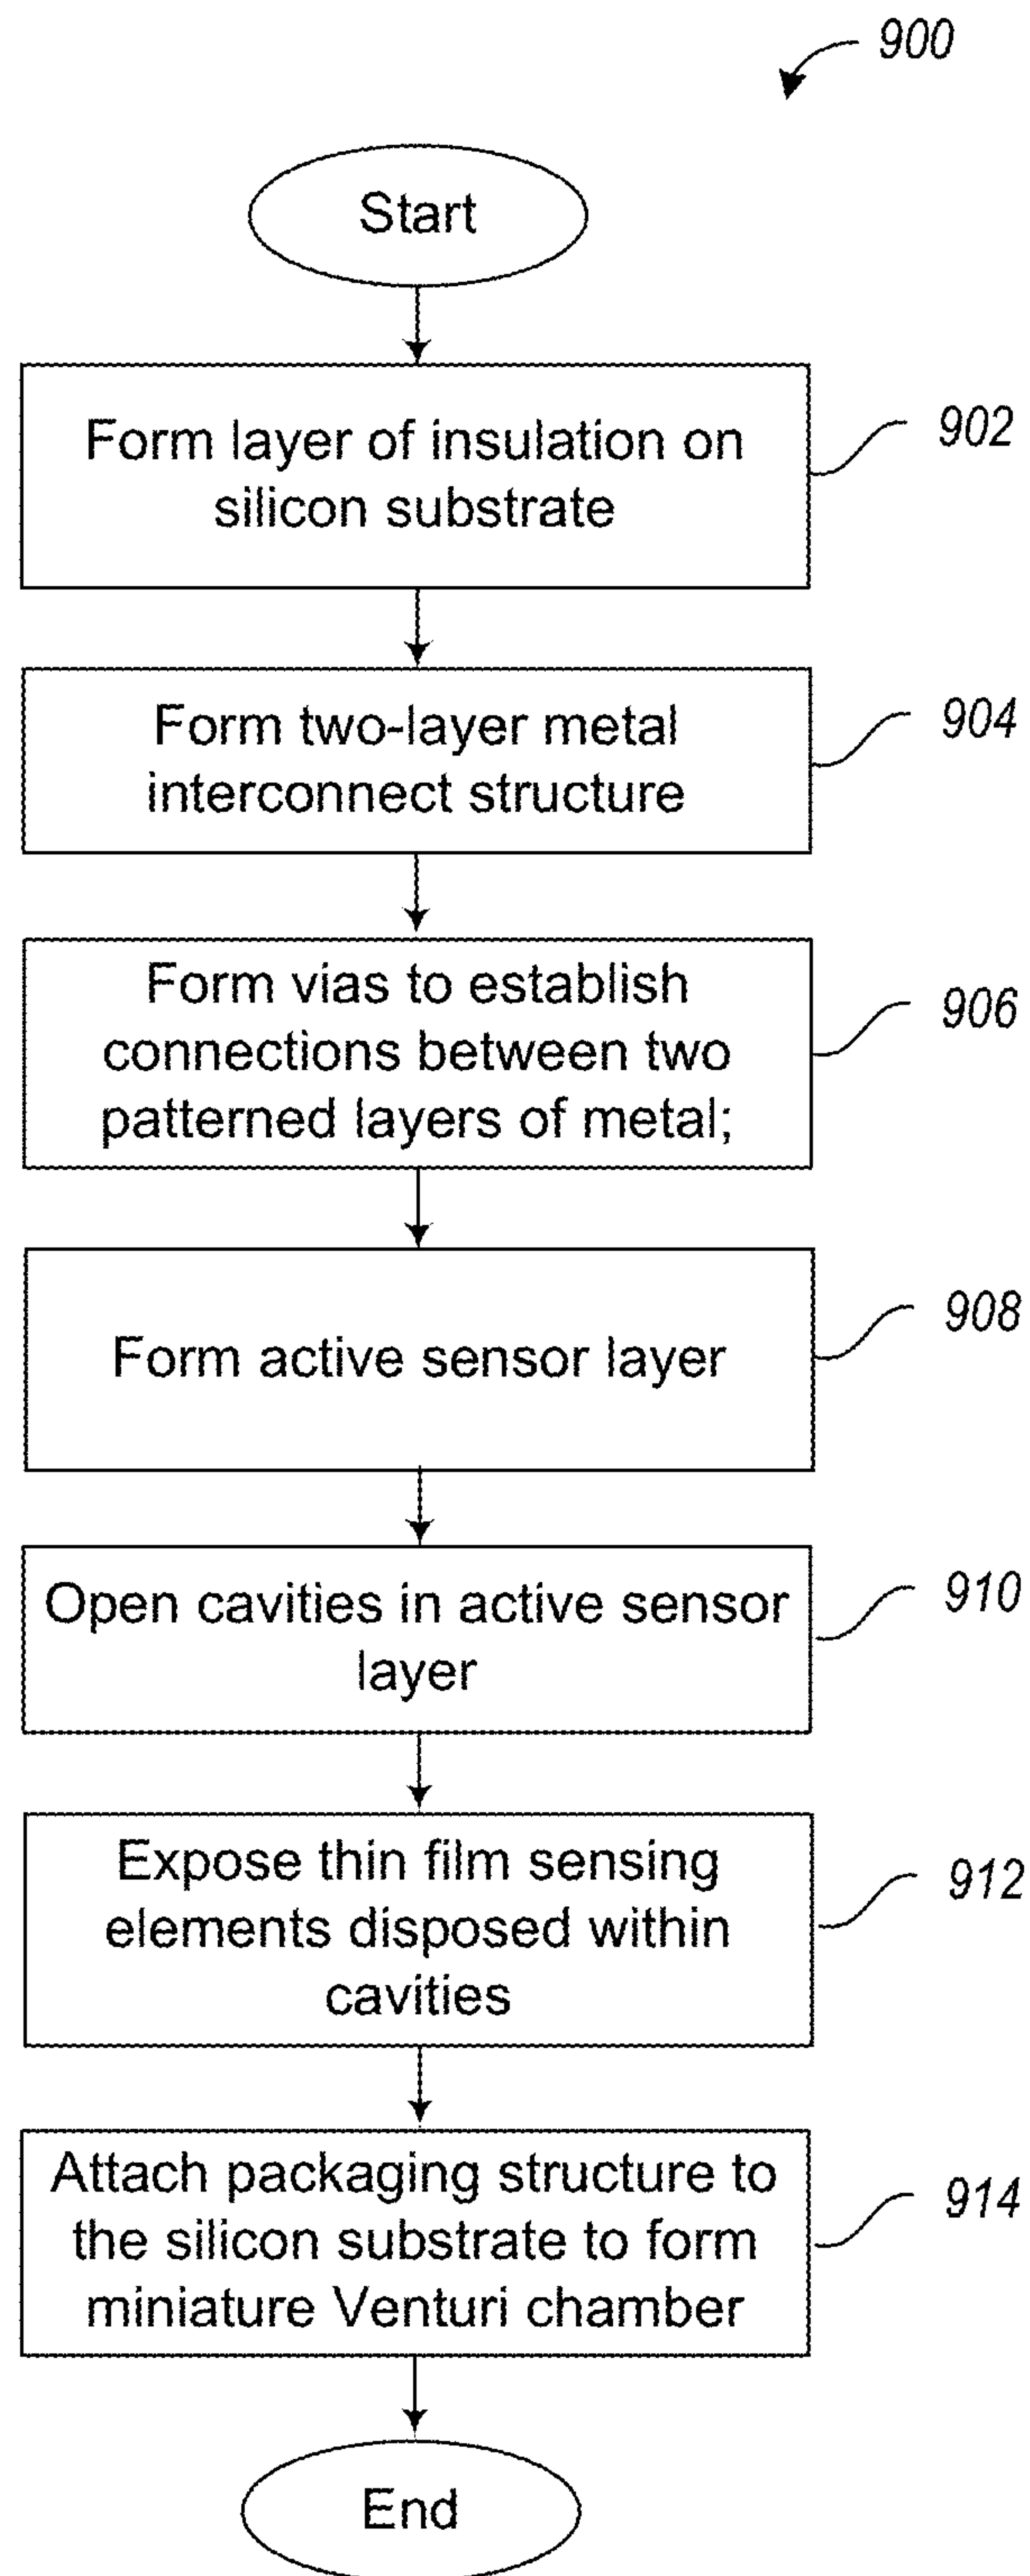 900
Start
Form layer of insulation on
silicon substrate
902
Form two-layer metal
interconnect structure
904
Form vias to establish
connections between two
patterned layers of metal;
906
Form active sensor layer
908
Open cavities in active sensor
layer
910
Expose thin film sensing
elements disposed within
cavities
912
Attach packaging structure to
the silicon substrate to form
miniature Venturi chamber
914
End